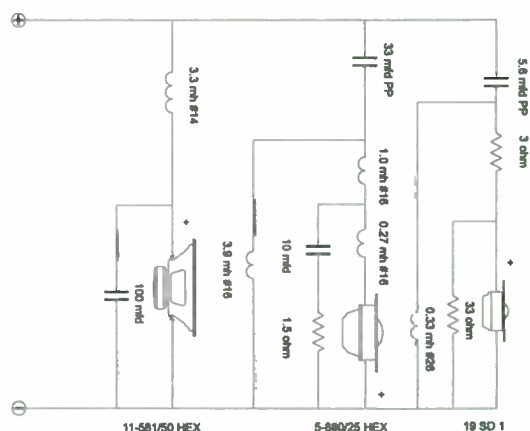 3.3 mh #14
100 mfd
11-581/50 HEX
33 mfd PP
1.0 mh #16
0.27 mh #16
3.9 mh #16
10 mfd
1.5 ohm
5-880/25 HEX
5.6 mfd PP
3 ohm
33 ohm
0.33 mh #26
19 SD 1